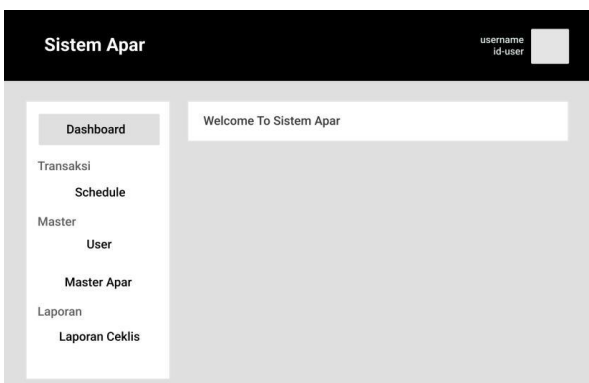 Sistem Apar
username
id-user
Dashboard
Transaksi
Schedule
Master
User
Master Apar
Laporan
Laporan Ceklis
Welcome To Sistem Apar